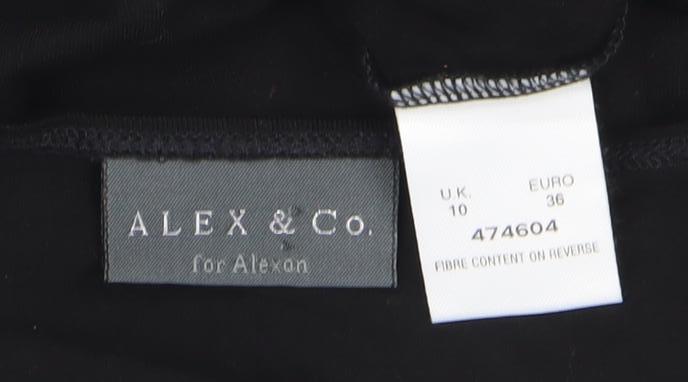 ALEX & Co.
for Alexon
U.K. EURO
10 36
474604
FIBRE CONTENT ON REVERSE